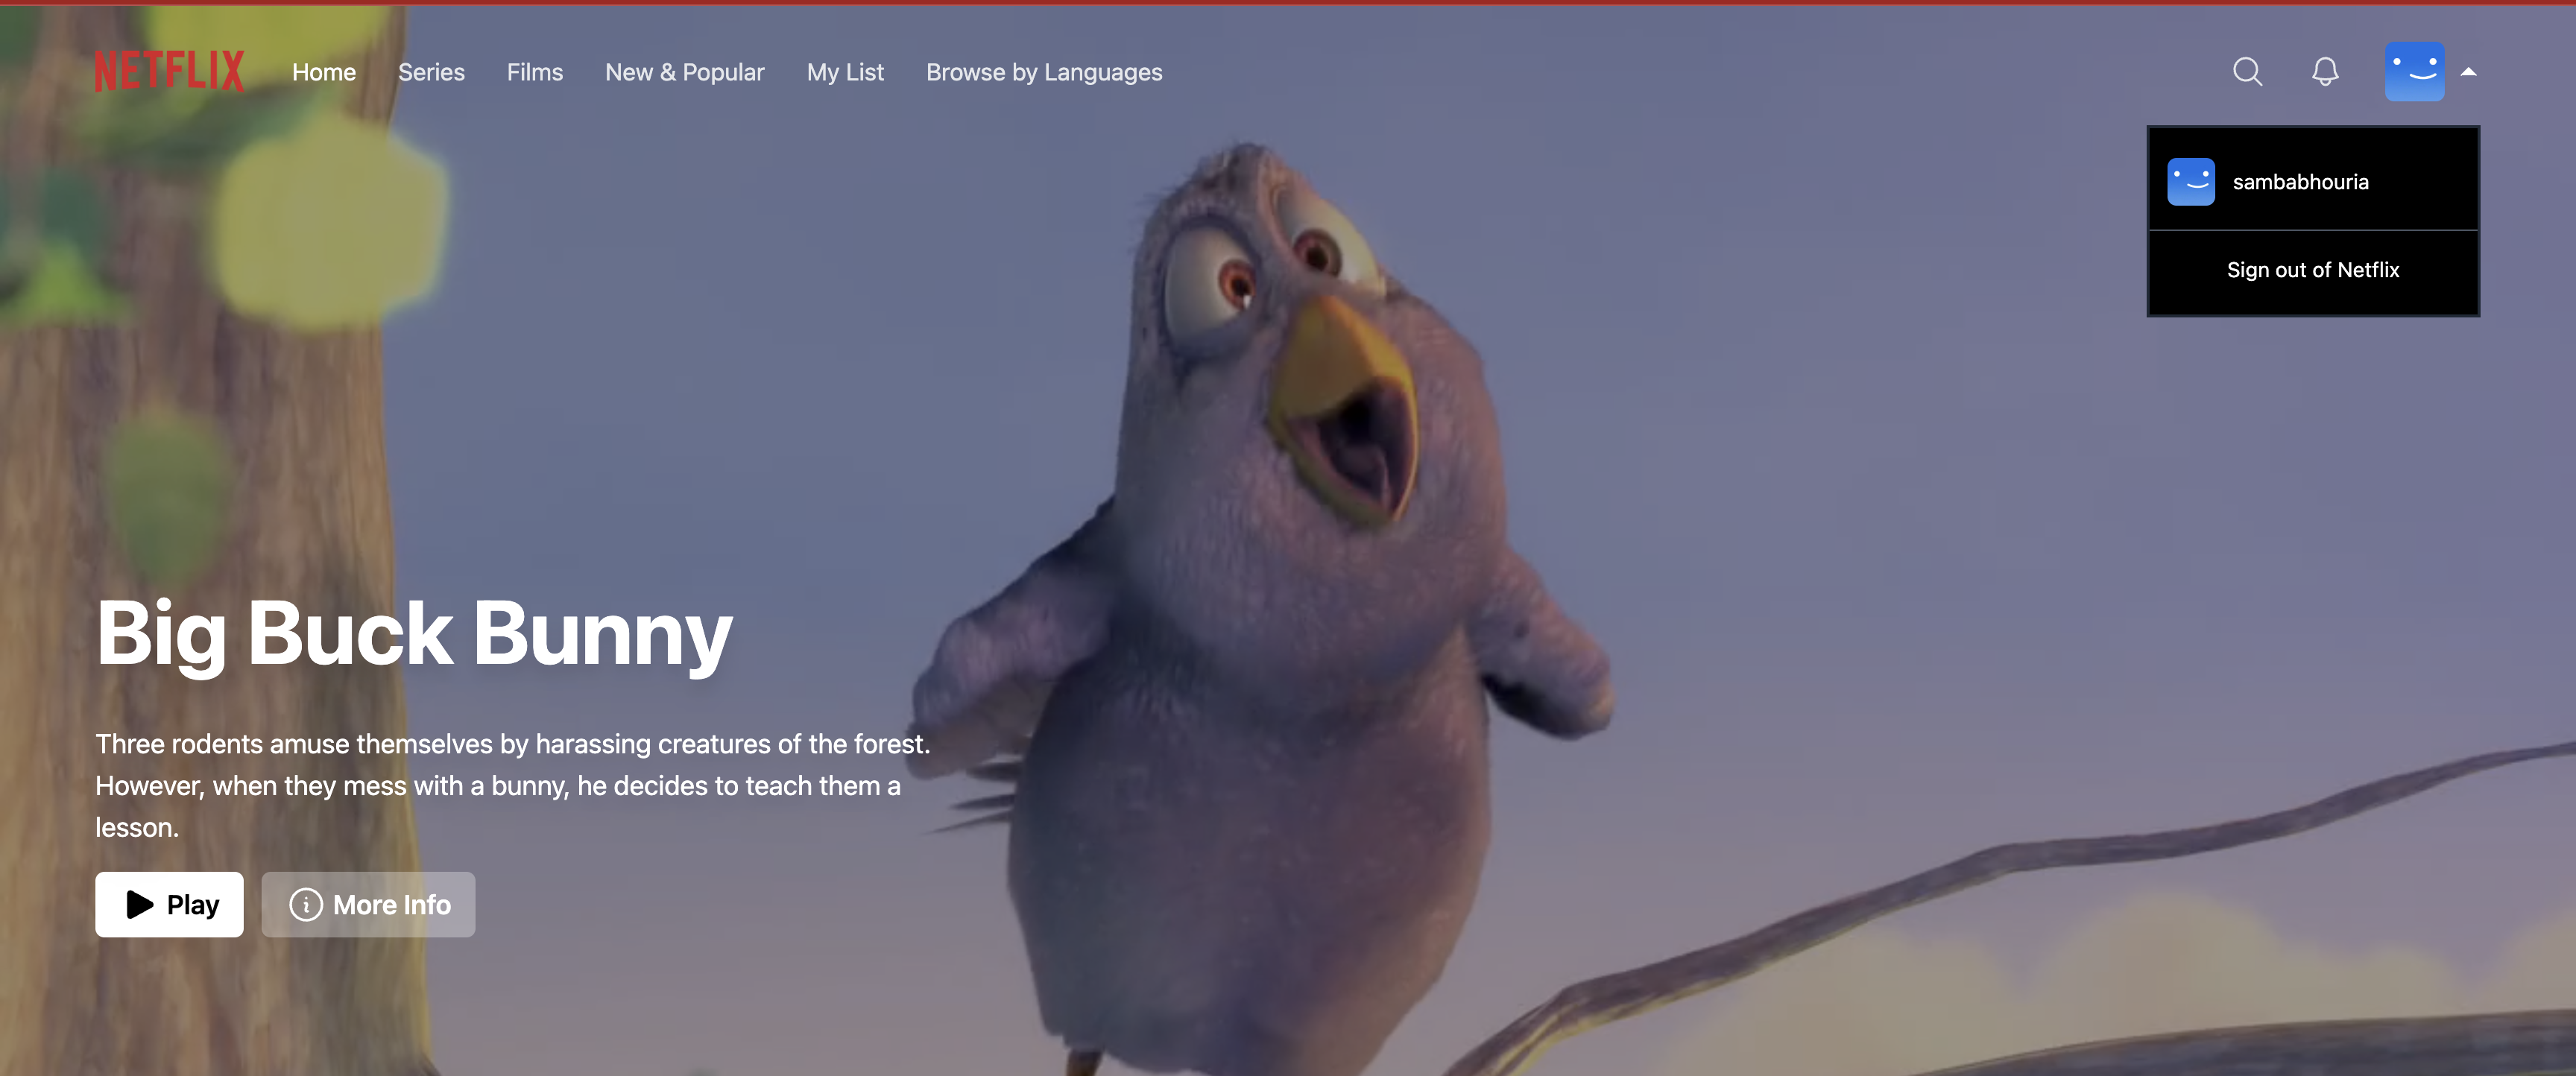 NETFLIX
Home
Series
Films
New & Popular
My List
Browse by Languages
sambabhouria
Sign out of Netflix
Big Buck Bunny
Three rodents amuse themselves by harassing creatures of the forest.
However, when they mess with a bunny, he decides to teach them a
lesson.
Play
More Info